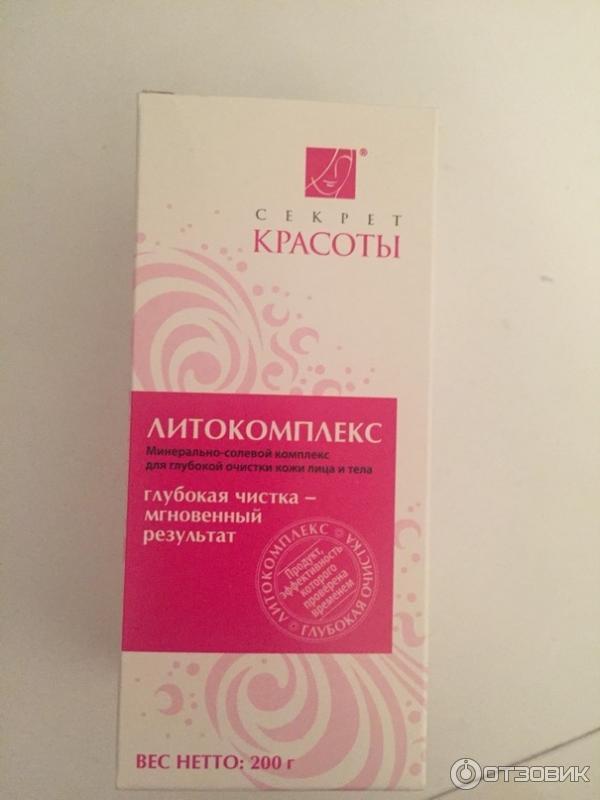 ®
СЕКРЕТ
КРАСОТЫ
ЛИТОКОМПЛЕКС
Минерально-солевой комплекс
для глубокой очистки кожи лица и тела
глубокая чистка –
мгновенный
результат
ЛИТОКОМПЛЕКС
ГЛУБОКАЯ ЧИСТКА
Продукт,
эффективность
которого
проверена
временем
ВЕС НЕТТО: 200 г
ОТЗОВИК